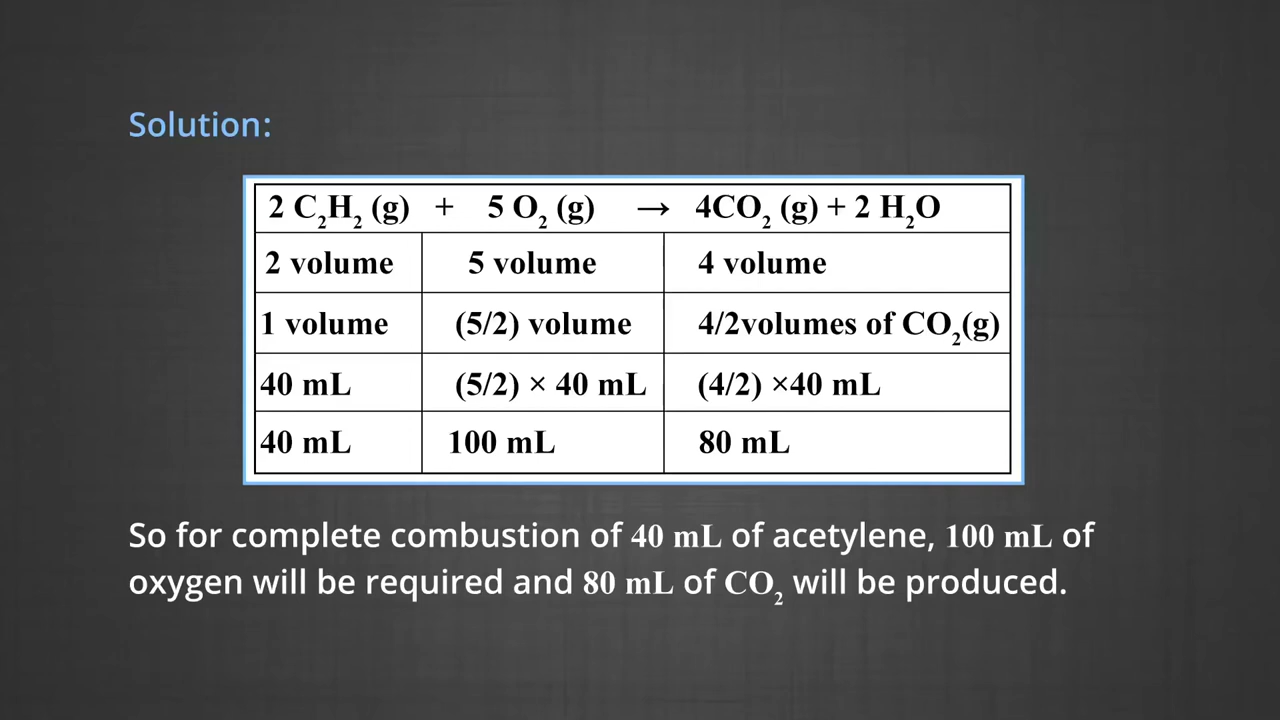 Solution:
2 C₂H₂ (g) + 5 O₂ (g) → 4CO₂ (g) + 2 H₂O
2 volume 5 volume 4 volume
1 volume (5/2) volume 4/2volumes of CO₂(g)
40 mL (5/2) × 40 mL (4/2) ×40 mL
40 mL 100 mL 80 mL
So for complete combustion of 40 mL of acetylene, 100 mL of
oxygen will be required and 80 mL of CO₂ will be produced.